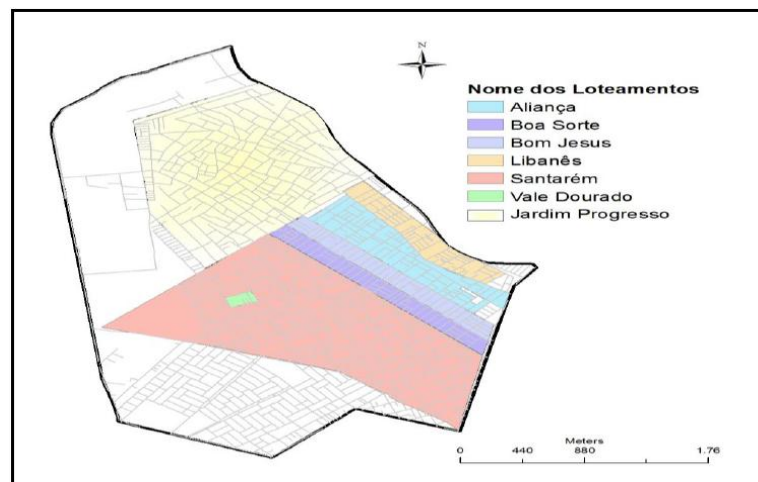 N
Nome dos Loteamentos
Aliança
Boa Sorte
Bom Jesus
Libanês
Santarém
Vale Dourado
Jardim Progresso
Meters
0 440 880 1.76